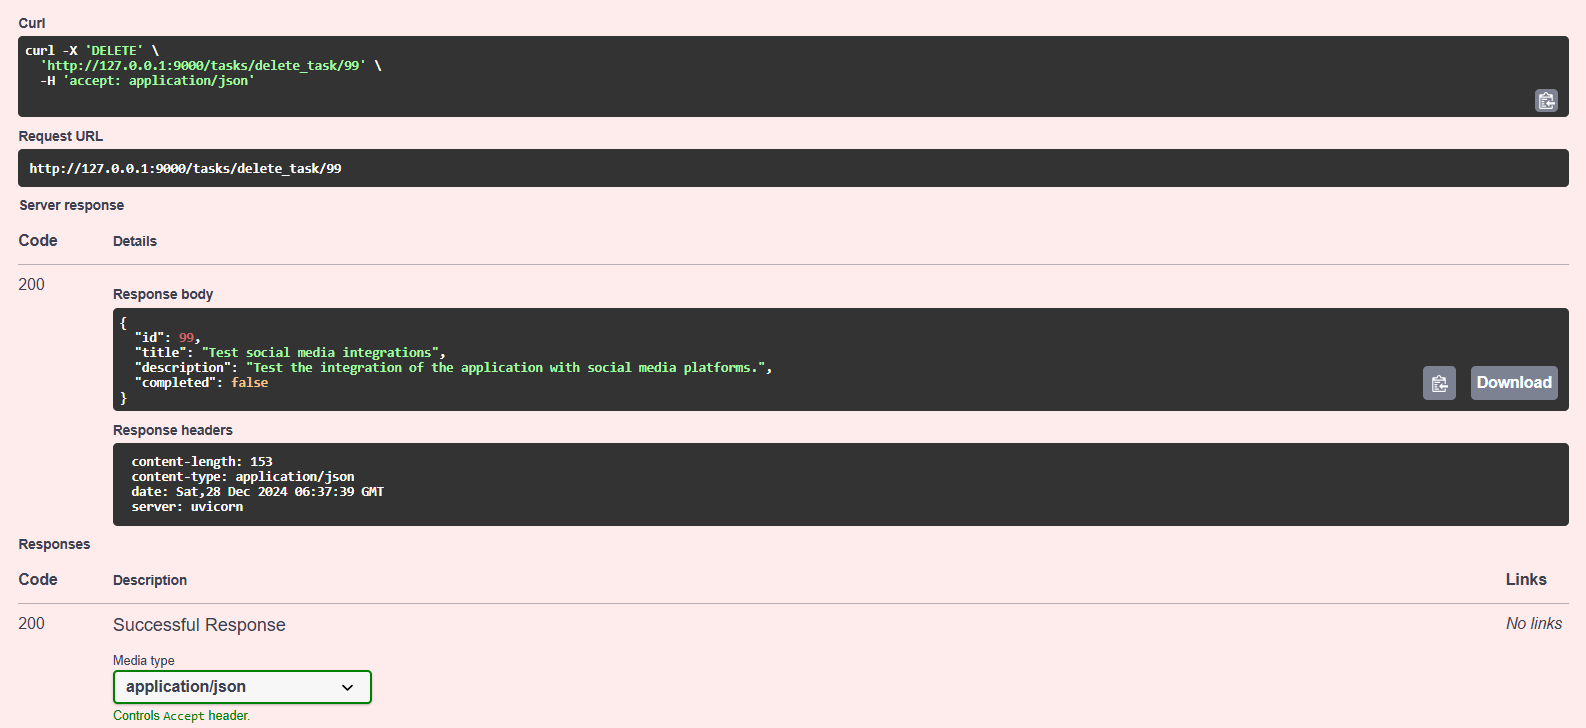 Curl
curl -X 'DELETE' \
  'http://127.0.0.1:9000/tasks/delete_task/99' \
  -H 'accept: application/json'
Request URL
http://127.0.0.1:9000/tasks/delete_task/99
Server response
Code Details
200
Response body
{
  "id": 99,
  "title": "Test social media integrations",
  "description": "Test the integration of the application with social media platforms.",
  "completed": false
}
Download
Response headers
content-length: 153
content-type: application/json
date: Sat,28 Dec 2024 06:37:39 GMT
server: uvicorn
Responses
Code Description Links
200 Successful Response No links
Media type
application/json
Controls Accept header.